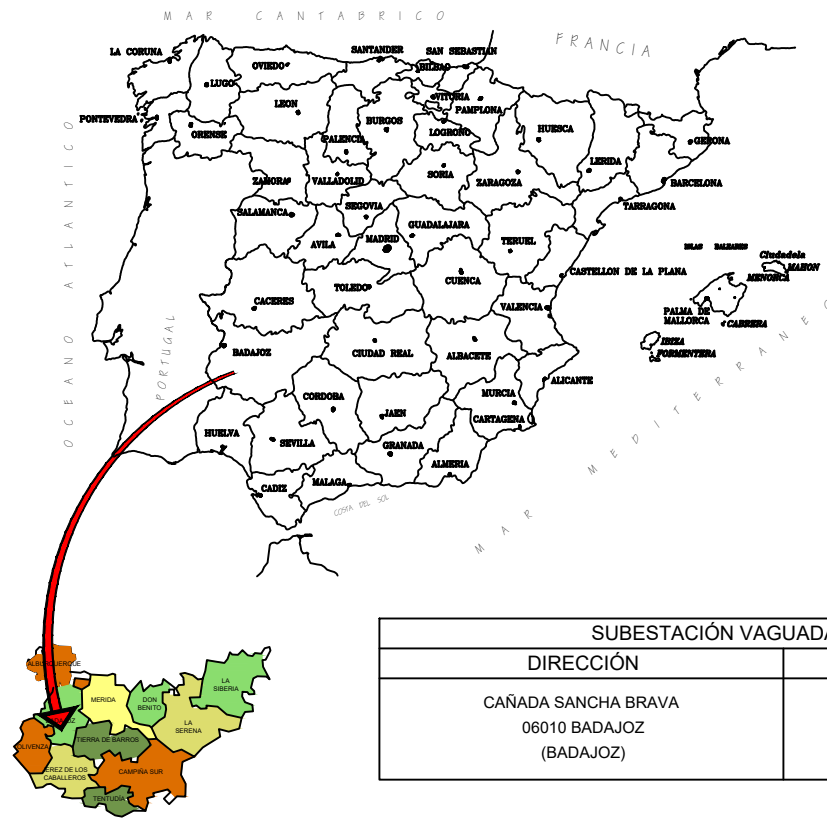 MAR CANTABRICO
FRANCIA
LA CORUNA
OVIEDO
SANTANDER
SAN SEBASTIAN
BILBAO
LUGO
VITORIA
PAMPLONA
LEON
PONTEVEDRA
ORENSE
BURGOS
LOGROÑO
HUESCA
GERONA
PALENCIA
LERIDA
ZAMORA
VALLADOLID
SORIA
ZARAGOZA
BARCELONA
SALAMANCA
SEGOVIA
TARRAGONA
AVILA
MADRID
GUADALAJARA
TERUEL
ISLAS BALEARES
Ciudadela
MAHON
MENORCA
CASTELLON DE LA PLANA
CUENCA
TOLEDO
CACERES
VALENCIA
PALMA DE
MALLORCA
CABRERA
IBIZA
FORMENTERA
BADAJOZ
CIUDAD REAL
ALBACETE
ALICANTE
MURCIA
CARTAGENA
CORDOBA
JAEN
HUELVA
SEVILLA
GRANADA
ALMERIA
CADIZ
MALAGA
COSTA DEL SOL
OCEANO ATLANTICO
PORTUGAL
MAR MEDITERRANEO
ALBURQUERQUE
LA
SIBERIA
MERIDA
DON
BENITO
LA
SERENA
OLIVENZA
TIERRA DE BARROS
JEREZ DE LOS
CABALLEROS
CAMPIÑA SUR
TENTUDÍA
SUBESTACIÓN VAGUADA
DIRECCIÓN
CAÑADA SANCHA BRAVA
06010 BADAJOZ
(BADAJOZ)